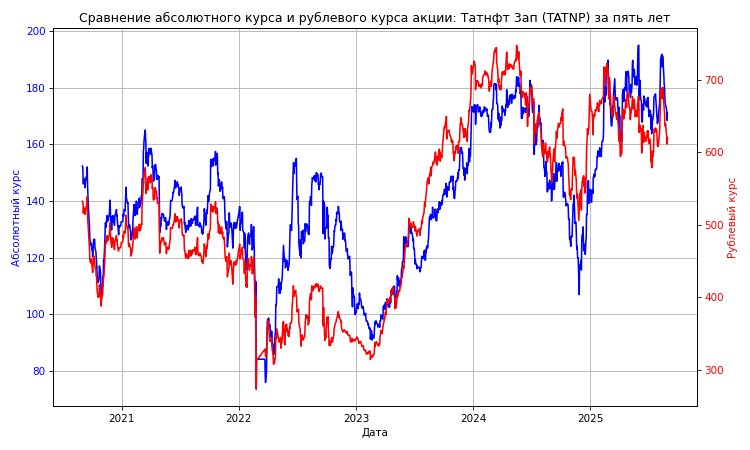 Сравнение абсолютного курса и рублевого курса акции: Татнфт 3ап (TATNP) за пять лет
200
180
160
140
120
100
80
Абсолютный курс
700
600
500
400
300
Рублевый курс
2021 2022 2023 2024 2025
Дата